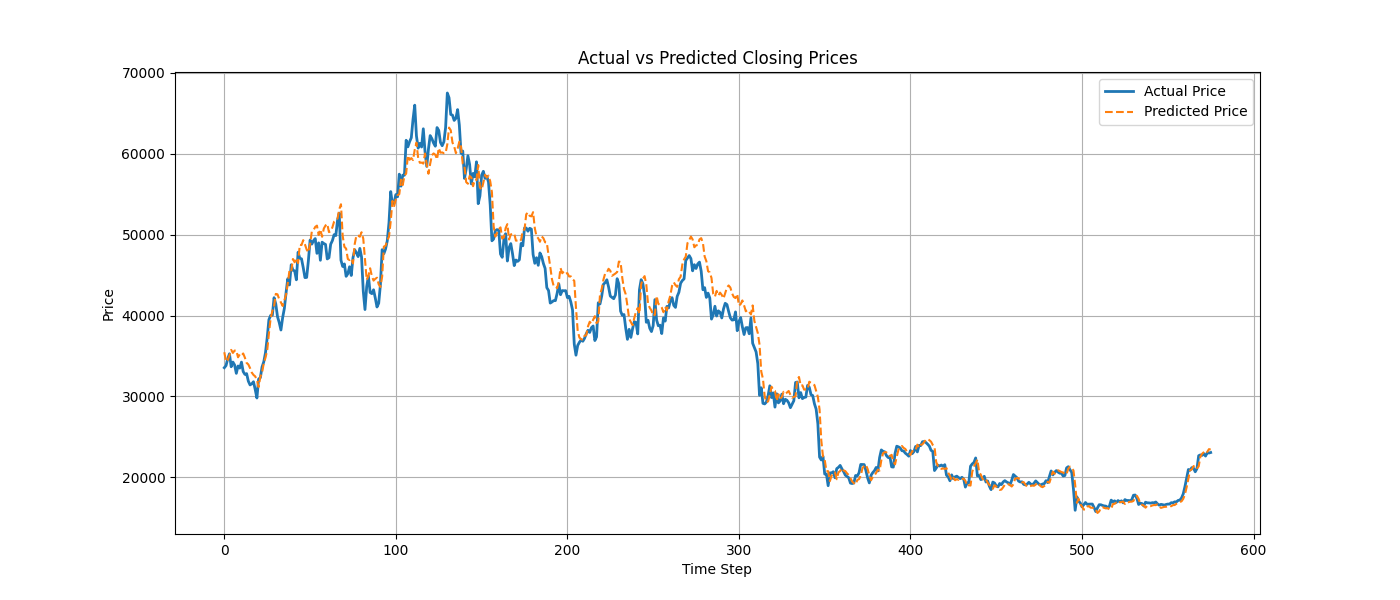 Actual vs Predicted Closing Prices
70000
60000
50000
40000
30000
20000
Price
Actual Price
Predicted Price
0 100 200 300 400 500 600
Time Step